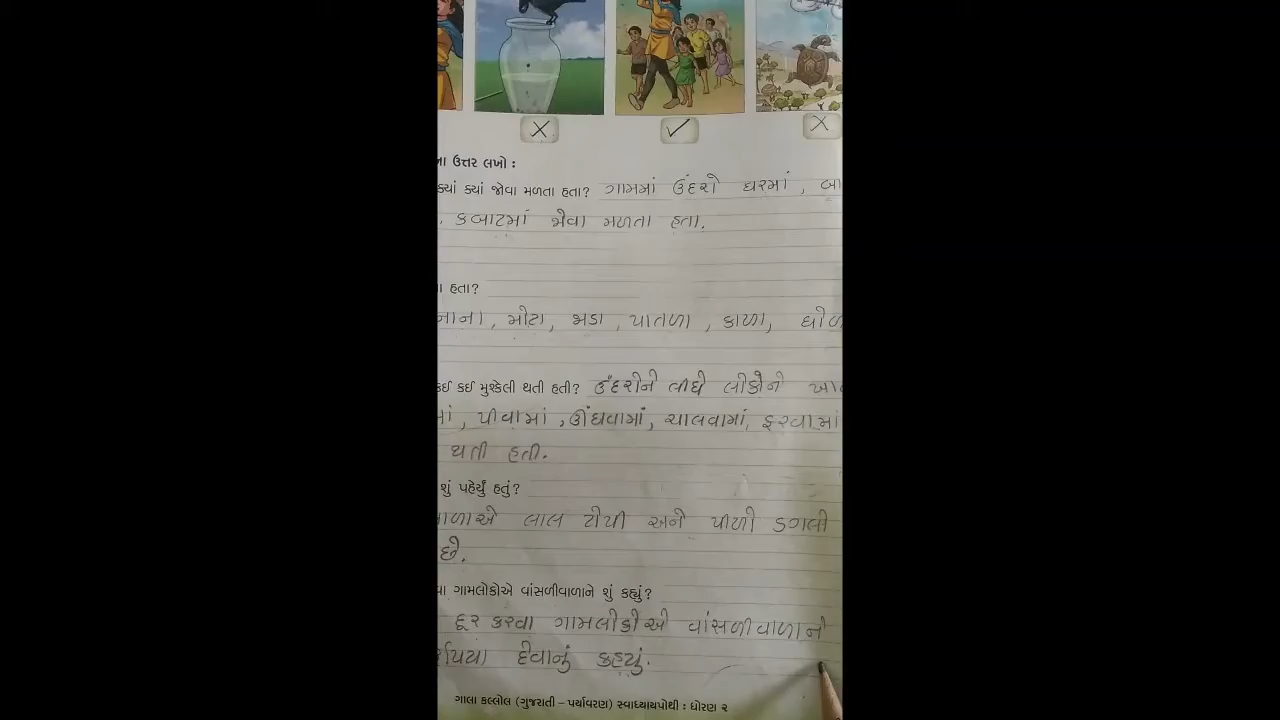 ના ઉત્તર લખો :
ક્યાં ક્યાં જોવા મળતા હતા? ગામમાં ઉંદરો ઘરમાં , બા
. કબાટમાં જોવા મળતા હતા.
ા હતા?
નાના , મોટા, જાડા , પાતળા , કાળા, ધોળ
કઈ કઈ મુશ્કેલી થતી હતી? ઉંદરોને લીધે લોકોને ખાવ
માં , પીવામાં , ઊંઘવામાં, ચાલવામાં, ફરવામાં
થતી હતી.
શું પહેર્યું હતું?
વાળાએ લાલ ટોપી અને પીળો ડગલો
છે.
વા ગામલોકોએ વાંસળીવાળાને શું કહ્યું?
દૂર કરવા ગામલોકોએ વાંસળીવાળાને
રૂપિયા દેવાનું કહ્યું.
ગાલા કલ્લોલ (ગુજરાતી – પર્યાવરણ) સ્વાધ્યાયપોથી : ધોરણ ૨